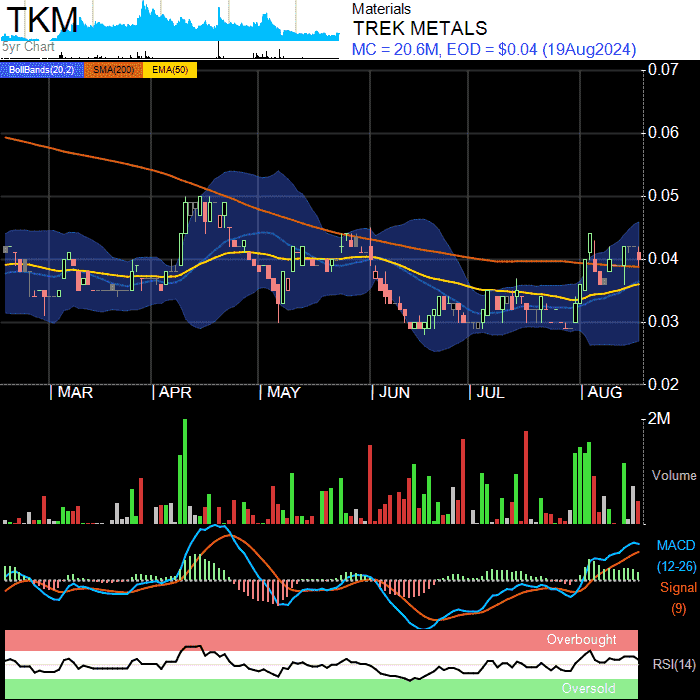 TKM
5yr Chart
Materials
TREK METALS
MC = 20.6M, EOD = $0.04 (19Aug2024)
BollBands(20,2) SMA(200) EMA(50)
0.07
0.06
0.05
0.04
0.03
0.02
MAR APR MAY JUN JUL AUG
2M
Volume
MACD
(12-26)
Signal
(9)
Overbought
RSI(14)
Oversold